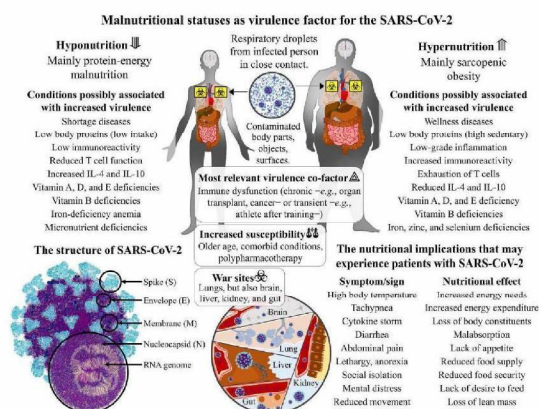 Malnutritional statuses as virulence factor for the SARS-CoV-2
Hyponutrition
Mainly protein-energy
malnutrition
Conditions possibly associated
with increased virulence
Shortage diseases
Low body proteins (low intake)
Low immunoreactivity
Reduced T cell function
Increased IL-4 and IL-10
Vitamin A, D, and E deficiencies
Vitamin B deficiencies
Iron-deficiency anemia
Micronutrient deficiencies
Respiratory droplets
from infected person
in close contact.
Contaminated
body parts,
objects,
surfaces.
Hypernutrition
Mainly sarcopenic
obesity
Conditions possibly associated
with increased virulence
Wellness diseases
Low body proteins (high sedentary)
Low-grade inflammation
Increased immunoreactivity
Exhaustion of T cells
Reduced IL-4 and IL-10
Vitamin A, D, and E deficiency
Vitamin B deficiencies
Iron, zinc, and selenium deficiencies
Most relevant virulence co-factor
Immune dysfunction (chronic −e.g., organ
transplant, cancer− or transient −e.g.,
athlete after training−)
Increased susceptibility
Older age, comorbid conditions,
polypharmacotherapy
War sites
Lungs, but also brain,
liver, kidney, and gut
Brain
Lung
Liver
Kidney
Gut
The structure of SARS-CoV-2
Spike (S)
Envelope (E)
Membrane (M)
Nucleocapsid (N)
RNA genome
The nutritional implications that may
experience patients with SARS-CoV-2
Symptom/sign Nutritional effect
High body temperature Increased energy needs
Tachypnea Increased energy expenditure
Cytokine storm Loss of body constituents
Diarrhea Malabsorption
Abdominal pain Lack of appetite
Lethargy, anorexia Reduced food supply
Social isolation Reduced food security
Mental distress Lack of desire to feed
Reduced movement Loss of lean mass